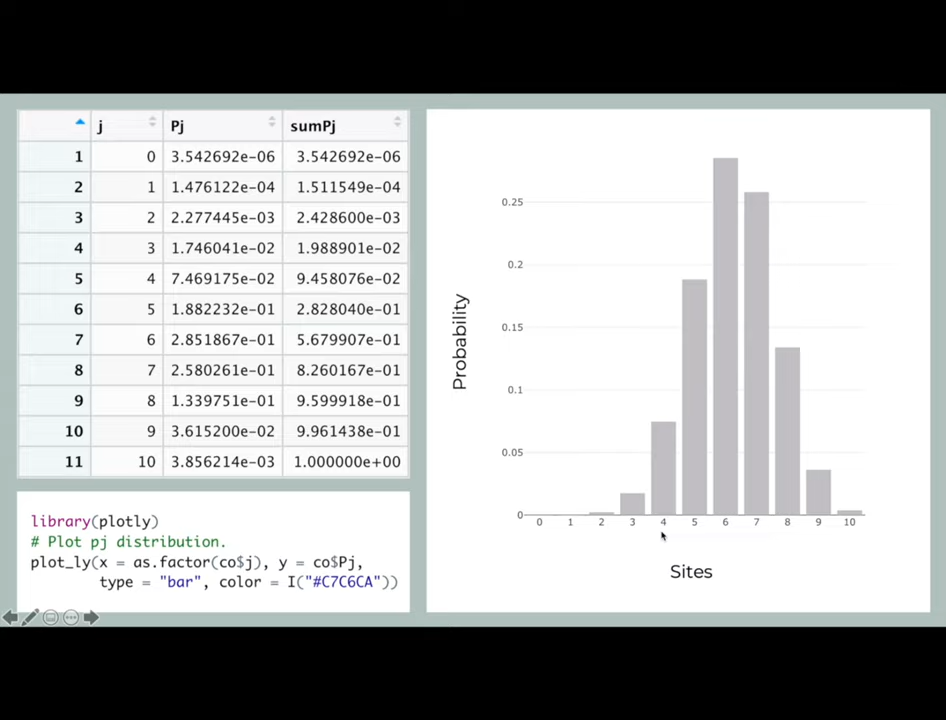 j Pj sumPj
1 0 3.542692e-06 3.542692e-06
2 1 1.476122e-04 1.511549e-04
3 2 2.277445e-03 2.428600e-03
4 3 1.746041e-02 1.988901e-02
5 4 7.469175e-02 9.458076e-02
6 5 1.882232e-01 2.828040e-01
7 6 2.851867e-01 5.679907e-01
8 7 2.580261e-01 8.260167e-01
9 8 1.339751e-01 9.599918e-01
10 9 3.615200e-02 9.961438e-01
11 10 3.856214e-03 1.000000e+00
library(plotly)
# Plot pj distribution.
plot_ly(x = as.factor(co$j), y = co$Pj,
type = "bar", color = I("#C7C6CA"))
Probability
0.25
0.2
0.15
0.1
0.05
0
0 1 2 3 4 5 6 7 8 9 10
Sites